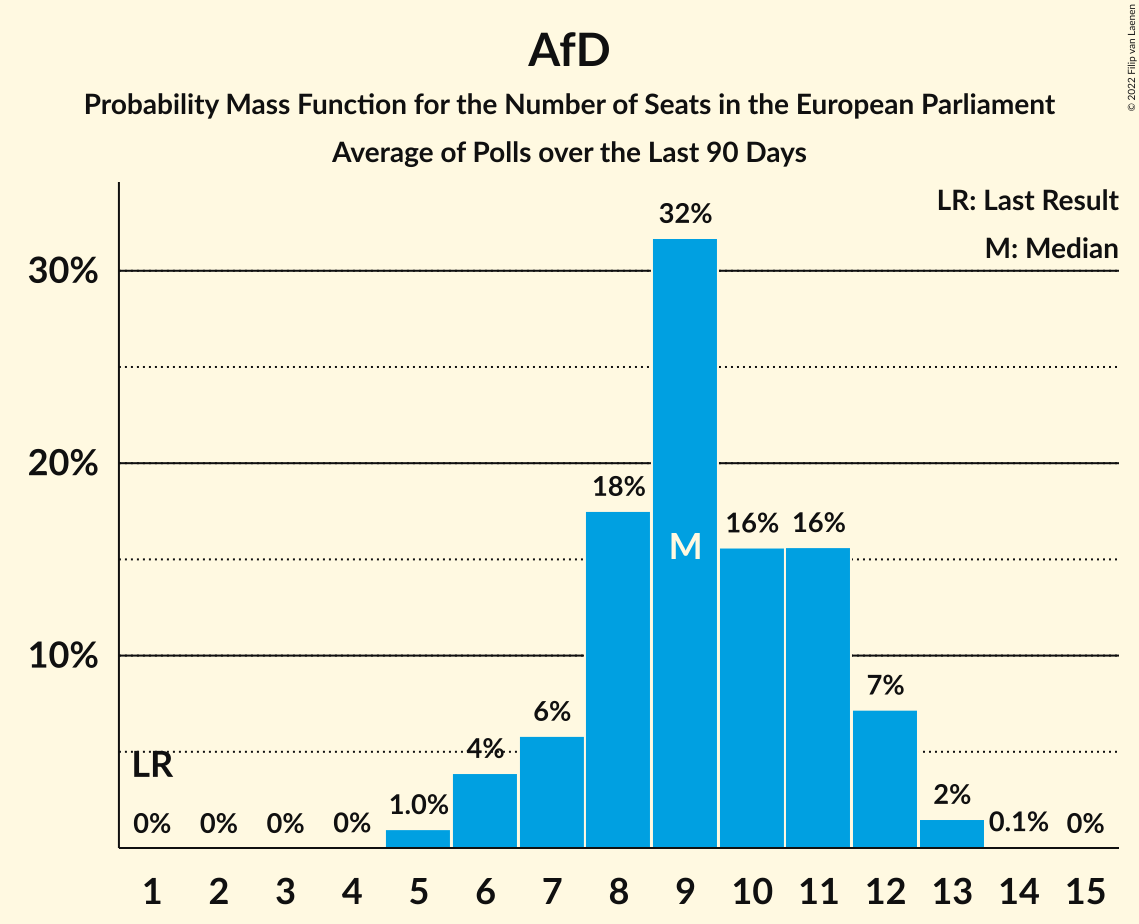 AfD
Probability Mass Function for the Number of Seats in the European Parliament
Average of Polls over the Last 90 Days
© 2022 Filip van Laenen
LR: Last Result
M: Median
32%
30%
20%
18%
16% 16%
M
10%
7%
6%
4%
LR
1.0%
2%
0% 0% 0% 0%
0.1% 0%
1 2 3 4 5 6 7 8 9 10 11 12 13 14 15